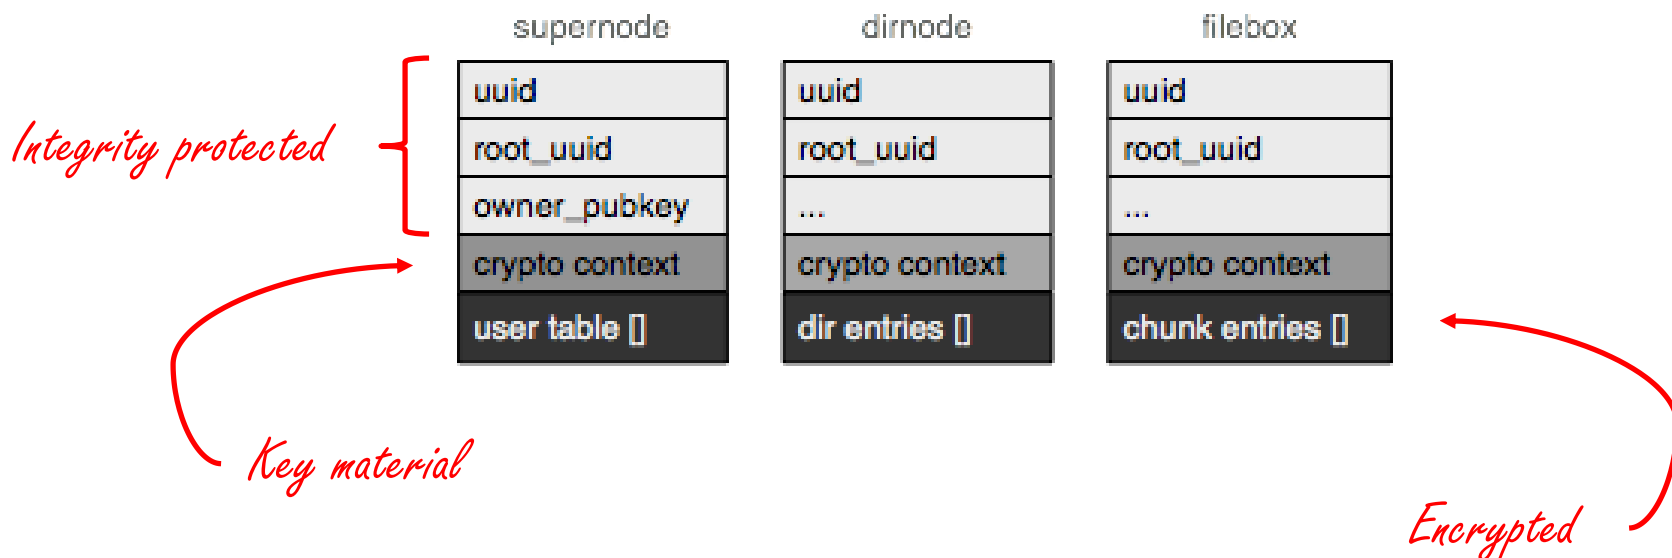 supernode dirnode filebox
uuid uuid uuid
Integrity protected
root_uuid root_uuid root_uuid
owner_pubkey ... ...
crypto context crypto context crypto context
user table [] dir entries [] chunk entries []
Key material
Encrypted